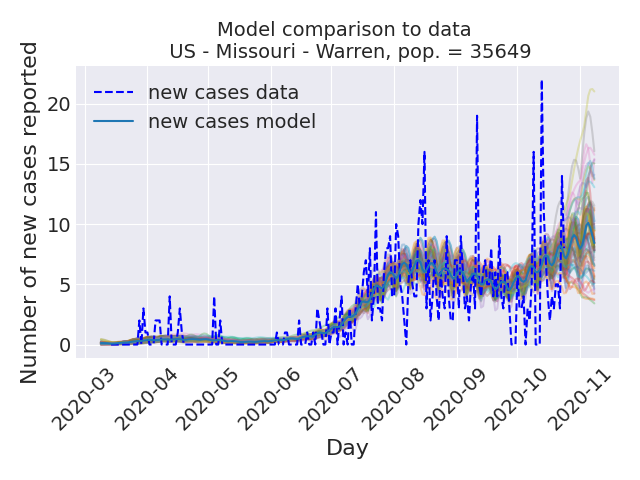 Model comparison to data
US - Missouri - Warren, pop. = 35649
Number of new cases reported
20
15
10
5
0
new cases data
new cases model
2020-03
2020-04
2020-05
2020-06
2020-07
2020-08
2020-09
2020-10
2020-11
Day